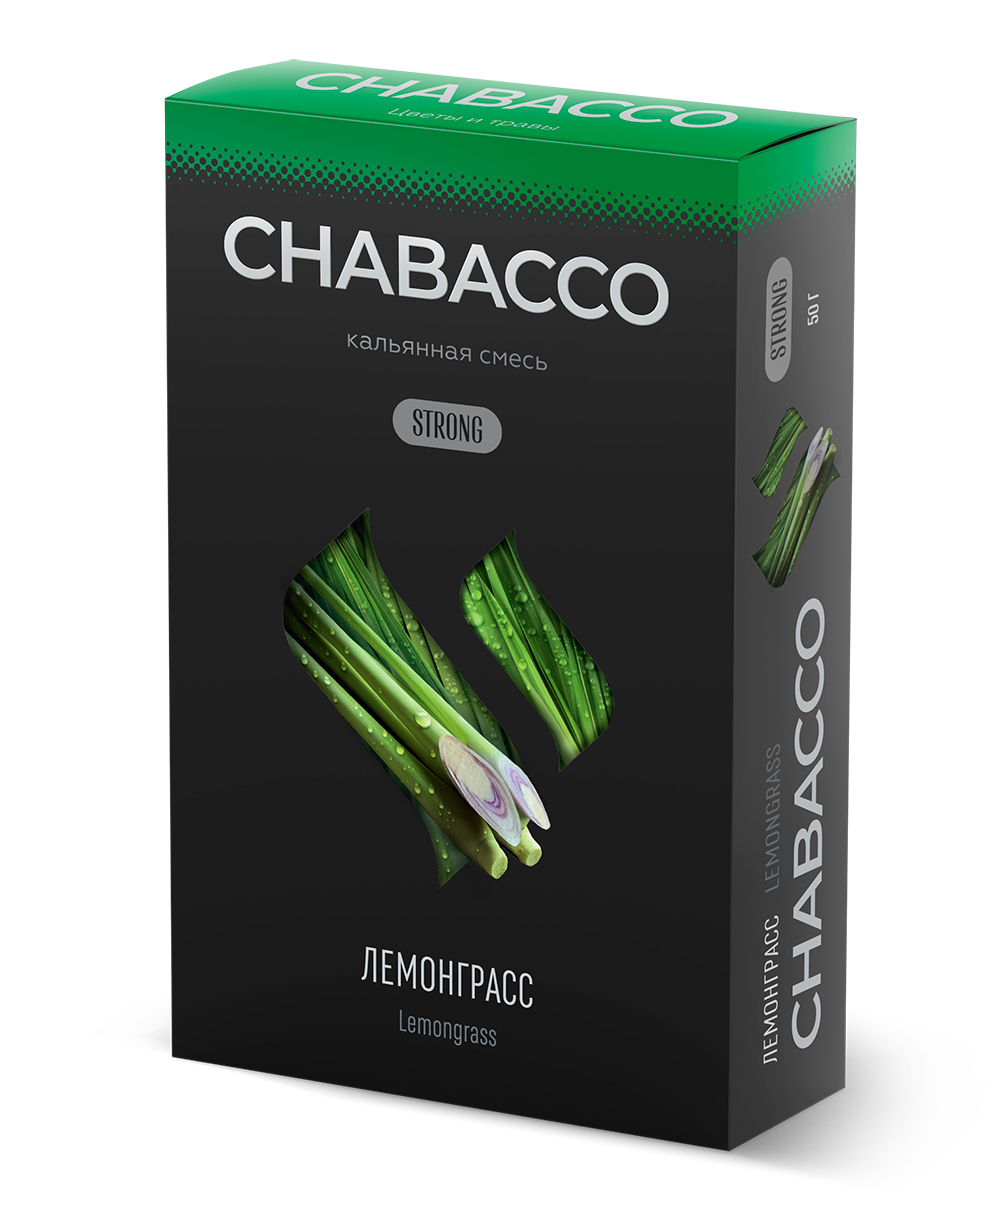 CHABACCO
Цветы и травы
CHABACCO
кальянная смесь
STRONG
ЛЕМОНГРАСС
Lemongrass
STRONG
50 Г
ЛЕМОНГРАСС LEMONGRASS
CHABACCO